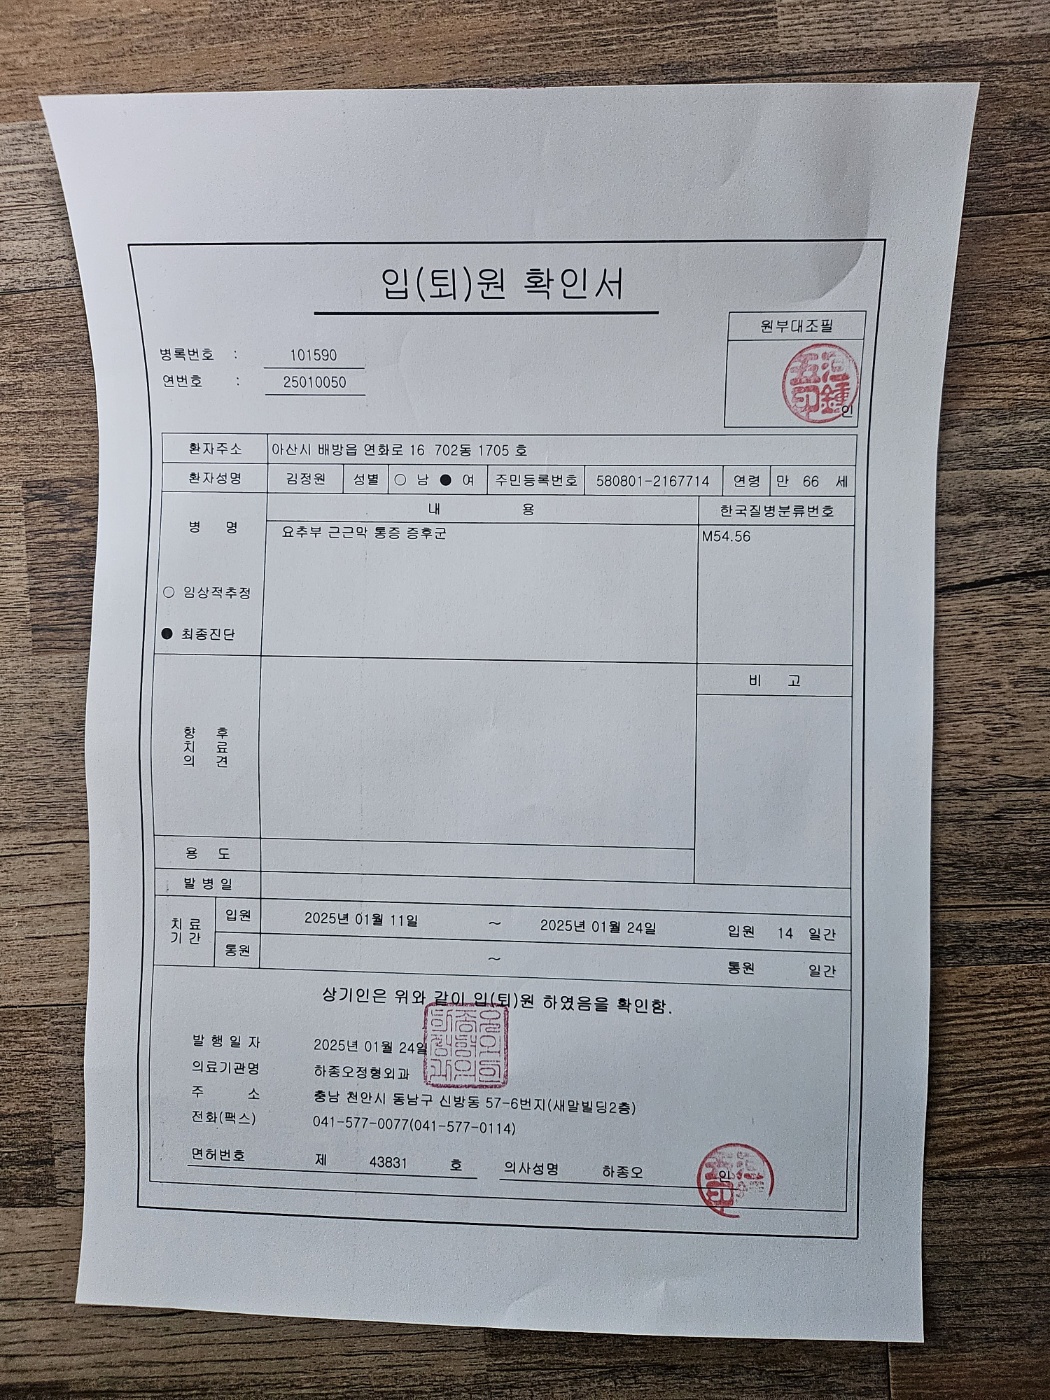 입(퇴)원 확인서
원부대조필
병록번호 : 101590
연번호 : 25010050
인
환자주소 아산시 배방읍 연화로 16 702동 1705 호
환자성명 김정원 성별 ○ 남 ● 여 주민등록번호 580801-2167714 연령 만 66 세
병 명 내 용 한국질병분류번호
요추부 근근막 통증 증후군 M54.56
○ 임상적추정
● 최종진단
비 고
향 후
치 료
의 견
용 도
발 병 일
치 료 기 간 입원 2025년 01월 11일 ~ 2025년 01월 24일 입원 14 일간
통원 ~ 통원 일간
상기인은 위와 같이 입(퇴)원 하였음을 확인함.
발 행 일 자 2025년 01월 24일
의료기관명 하종오정형외과
주 소 충남 천안시 동남구 신방동 57-6번지(새말빌딩2층)
전화(팩스) 041-577-0077(041-577-0114)
면허번호 제 43831 호 의사성명 하종오 인